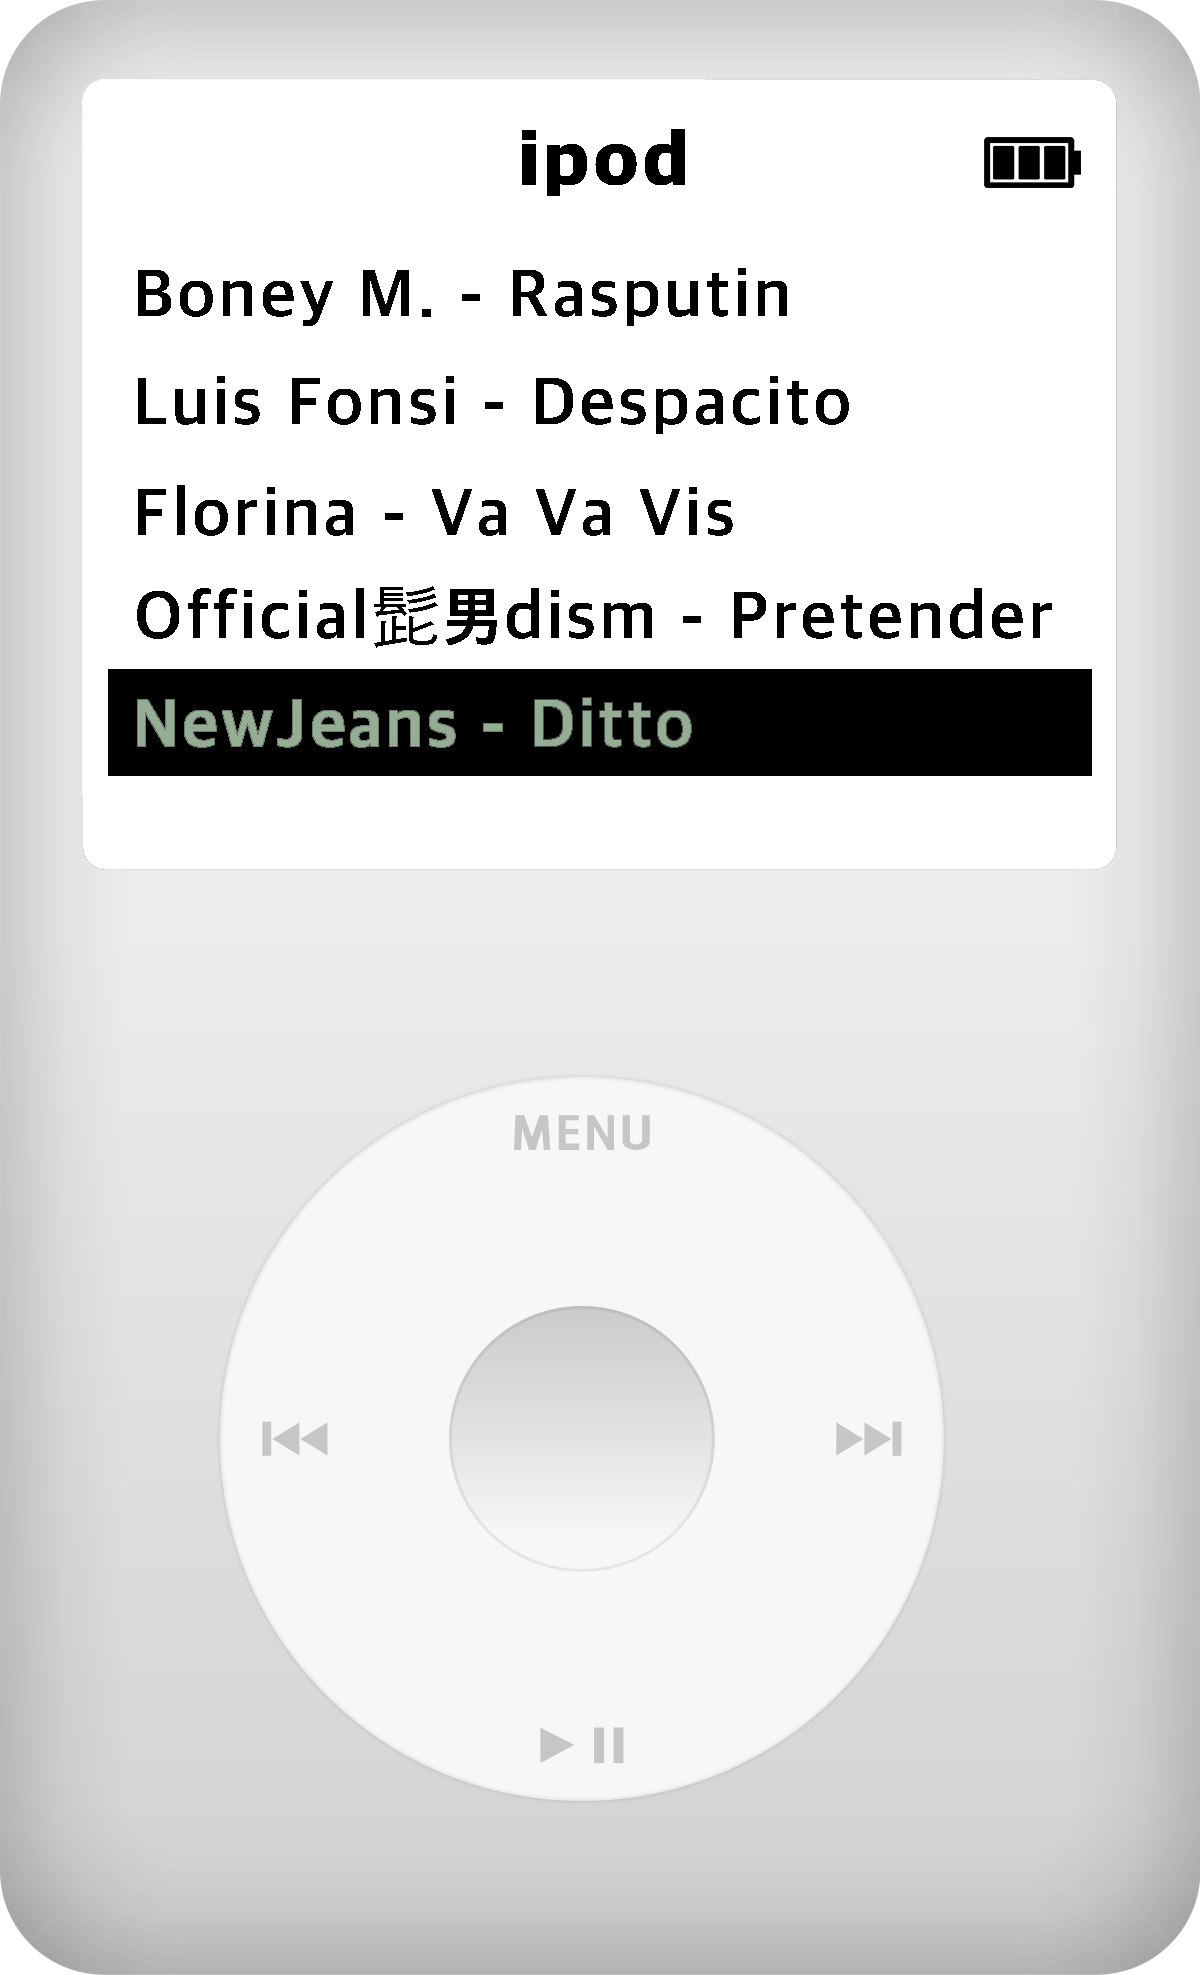 ipod
Boney M. - Rasputin
Luis Fonsi - Despacito
Florina - Va Va Vis
Official髭男dism - Pretender
NewJeans - Ditto
MENU